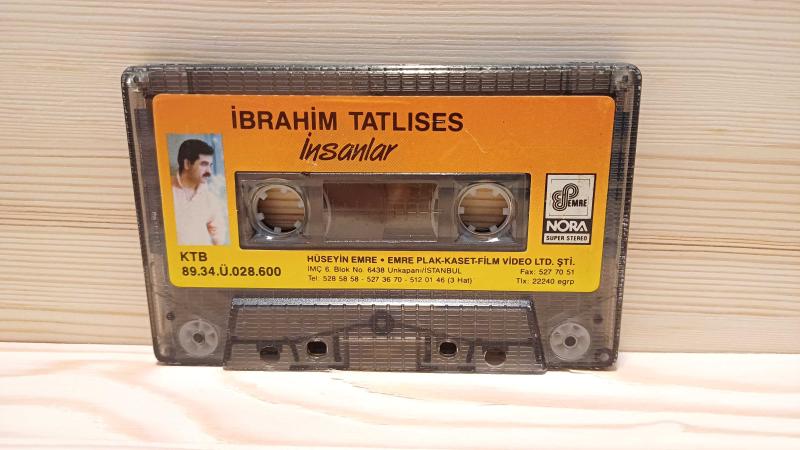 İBRAHİM TATLISES
İnsanlar
EMRE
NORA
SUPER STEREO
KTB
89.34.Ü.028.600
HÜSEYİN EMRE • EMRE PLAK-KASET-FİLM VİDEO LTD. ŞTİ.
İMÇ 6. Blok No. 6438 Unkapanı/İSTANBUL Fax: 527 70 51
Tel: 528 58 58 - 527 36 70 - 512 01 46 (3 Hat) Tlx: 22240 egrp